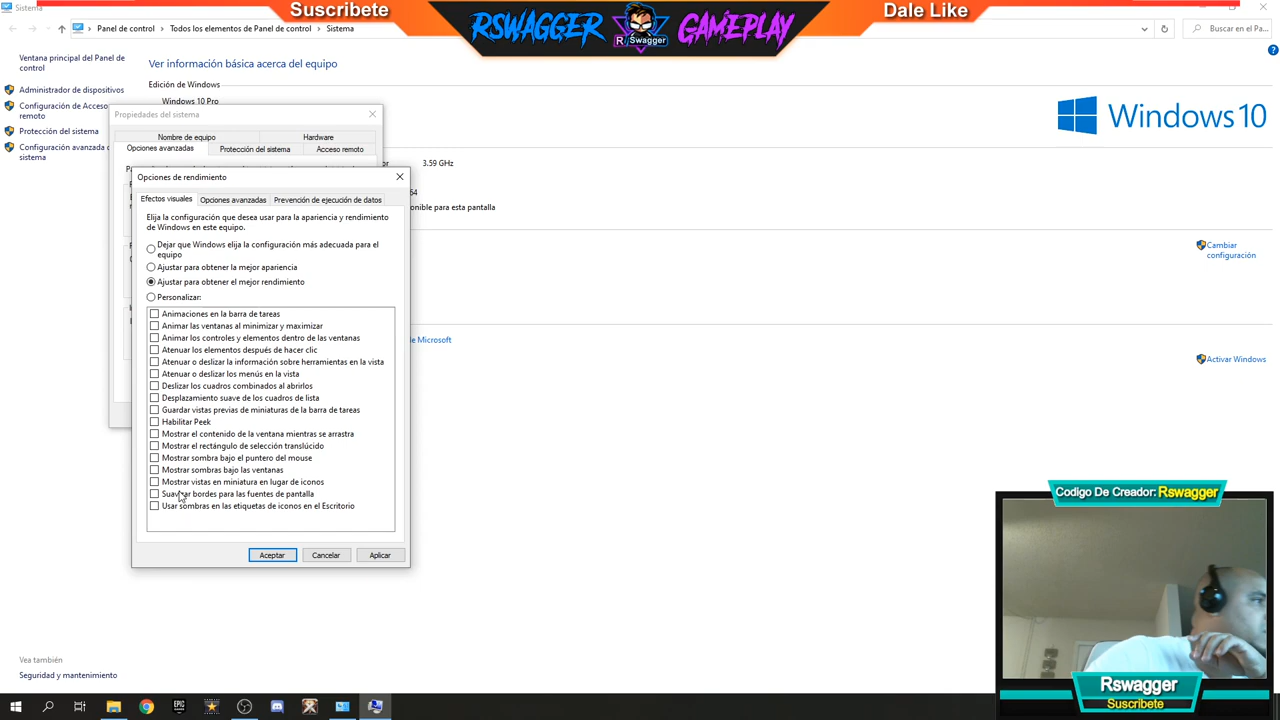 Sistema
Suscribete
RSWAGGER
R Swagger
GAMEPLAY
Dale Like
Panel de control
Todos los elementos de Panel de control
Sistema
Buscar en el Pa...
Ventana principal del Panel de
control
Administrador de dispositivos
Configuración de Acceso
remoto
Protección del sistema
Configuración avanzada
sistema
Ver información básica acerca del equipo
Edición de Windows
Windows 10 Pro
Windows 10
3.59 GHz
64
onible para esta pantalla
Cambiar
configuración
e Microsoft
Activar Windows
Propiedades del sistema
Nombre de equipo
Hardware
Opciones avanzadas
Protección del sistema
Acceso remoto
Opciones de rendimiento
Efectos visuales
Opciones avanzadas
Prevención de ejecución de datos
Elija la configuración que desea usar para la apariencia y rendimiento
de Windows en este equipo.
Dejar que Windows elija la configuración más adecuada para el
equipo
Ajustar para obtener la mejor apariencia
Ajustar para obtener el mejor rendimiento
Personalizar:
Animaciones en la barra de tareas
Animar las ventanas al minimizar y maximizar
Animar los controles y elementos dentro de las ventanas
Atenuar los elementos después de hacer clic
Atenuar o deslizar la información sobre herramientas en la vista
Atenuar o deslizar los menús en la vista
Deslizar los cuadros combinados al abrirlos
Desplazamiento suave de los cuadros de lista
Guardar vistas previas de miniaturas de la barra de tareas
Habilitar Peek
Mostrar el contenido de la ventana mientras se arrastra
Mostrar el rectángulo de selección translúcido
Mostrar sombra bajo el puntero del mouse
Mostrar sombras bajo las ventanas
Mostrar vistas en miniatura en lugar de iconos
Suavizar bordes para las fuentes de pantalla
Usar sombras en las etiquetas de iconos en el Escritorio
Aceptar
Cancelar
Aplicar
Vea también
Seguridad y mantenimiento
Codigo De Creador: Rswagger
Rswagger
Suscribete
EPIC